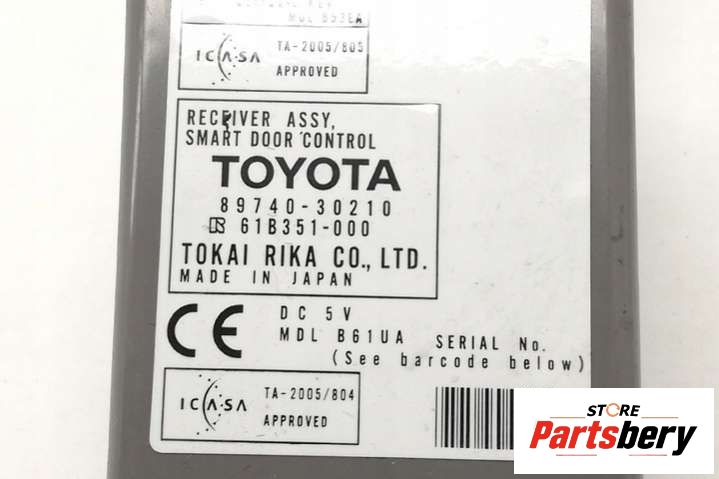 MDL B53EA
ICASA
TA-2005/805
APPROVED
RECEIVER ASSY,
SMART DOOR CONTROL
TOYOTA
89740-30210
61B351-000
TOKAI RIKA CO., LTD.
MADE IN JAPAN
CE
DC 5V
MDL B61UA SERIAL No.
(See barcode below)
ICASA
TA-2005/804
APPROVED
STORE
Partsbery